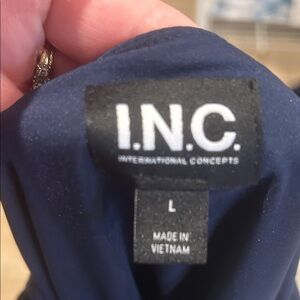 I.N.C.
INTERNATIONAL CONCEPTS
L
MADE IN
VIETNAM